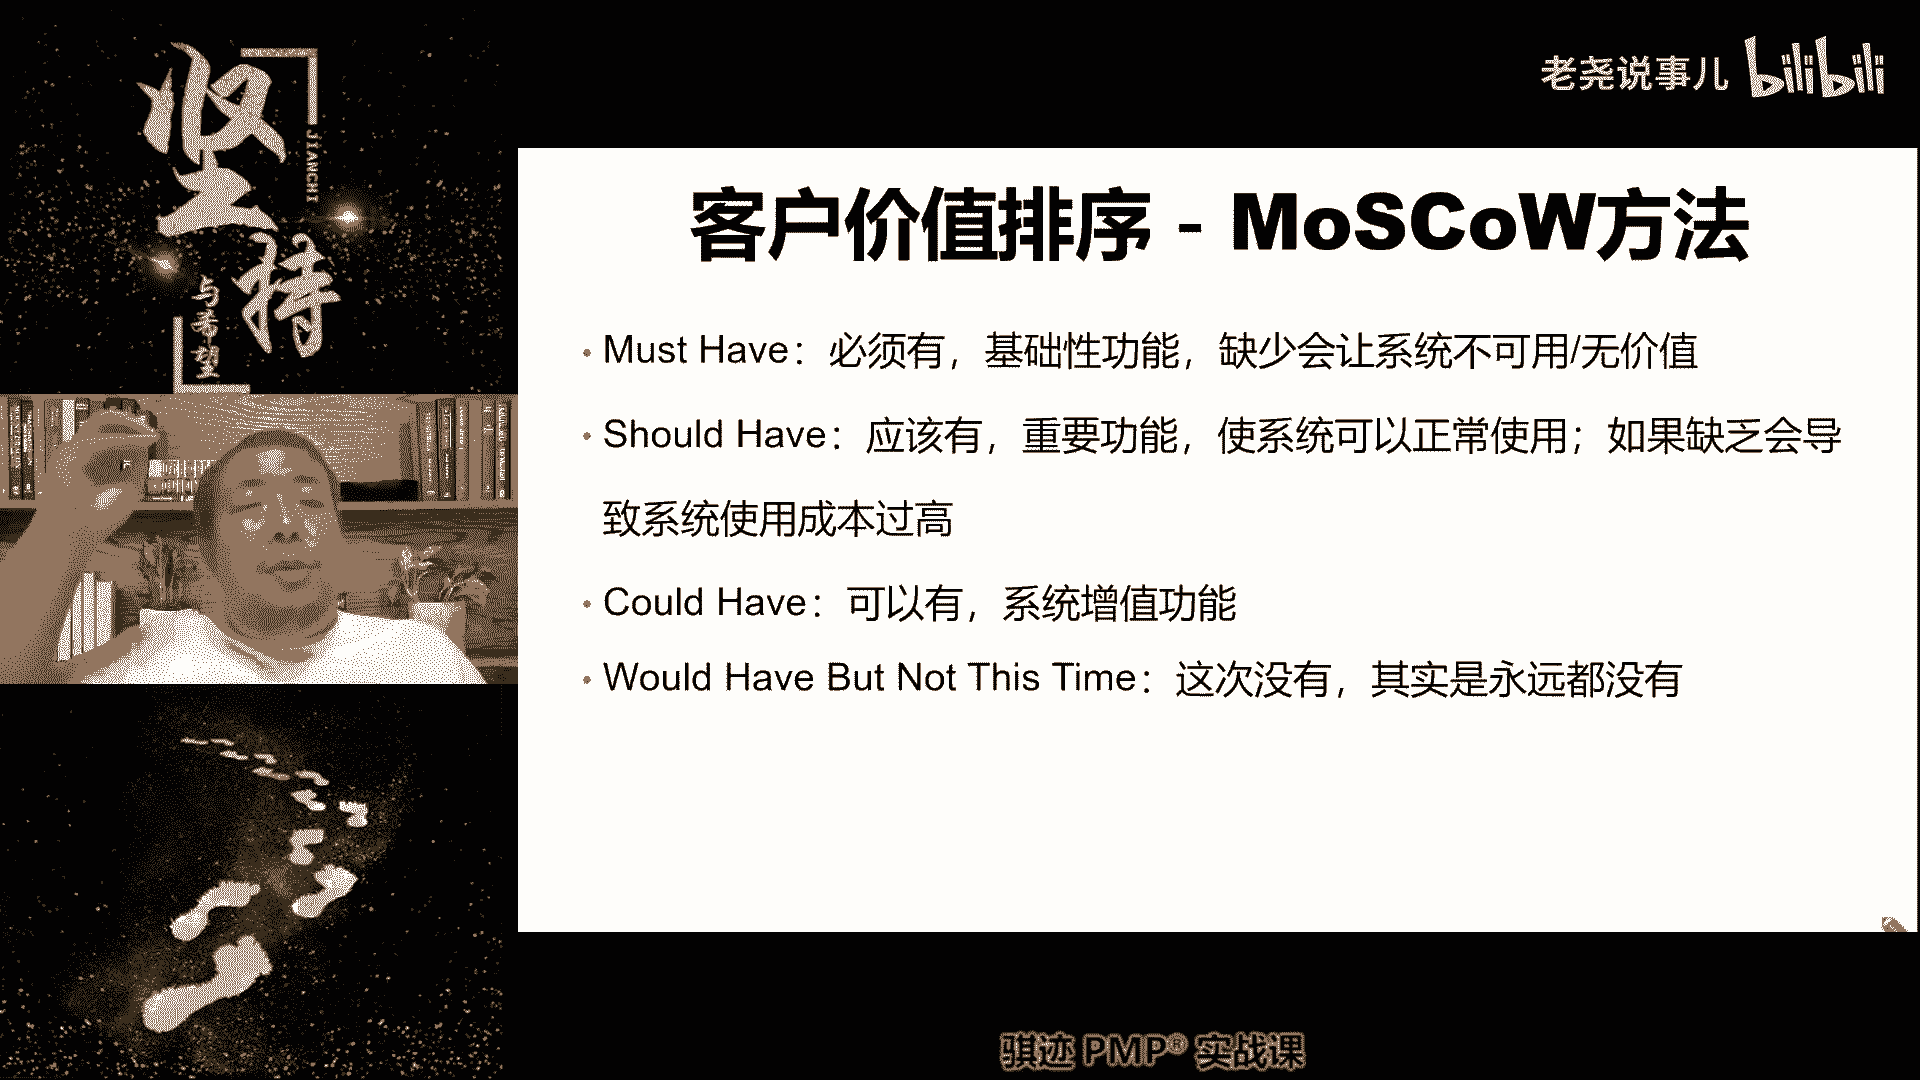 坚持
JIANCHI
与希望
老尧说事儿 bilibili
客户价值排序 - MoSCoW方法
• Must Have：必须有，基础性功能，缺少会让系统不可用/无价值
• Should Have：应该有，重要功能，使系统可以正常使用；如果缺乏会导
致系统使用成本过高
• Could Have：可以有，系统增值功能
• Would Have But Not This Time：这次没有，其实是永远都没有
骐迹 PMP® 实战课